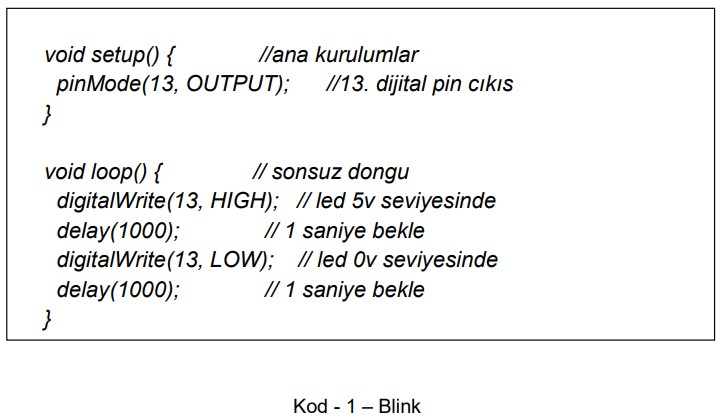 void setup() { //ana kurulumlar
pinMode(13, OUTPUT); //13. dijital pin cıkıs
}
void loop() { // sonsuz dongu
digitalWrite(13, HIGH); // led 5v seviyesinde
delay(1000); // 1 saniye bekle
digitalWrite(13, LOW); // led 0v seviyesinde
delay(1000); // 1 saniye bekle
}
Kod - 1 – Blink